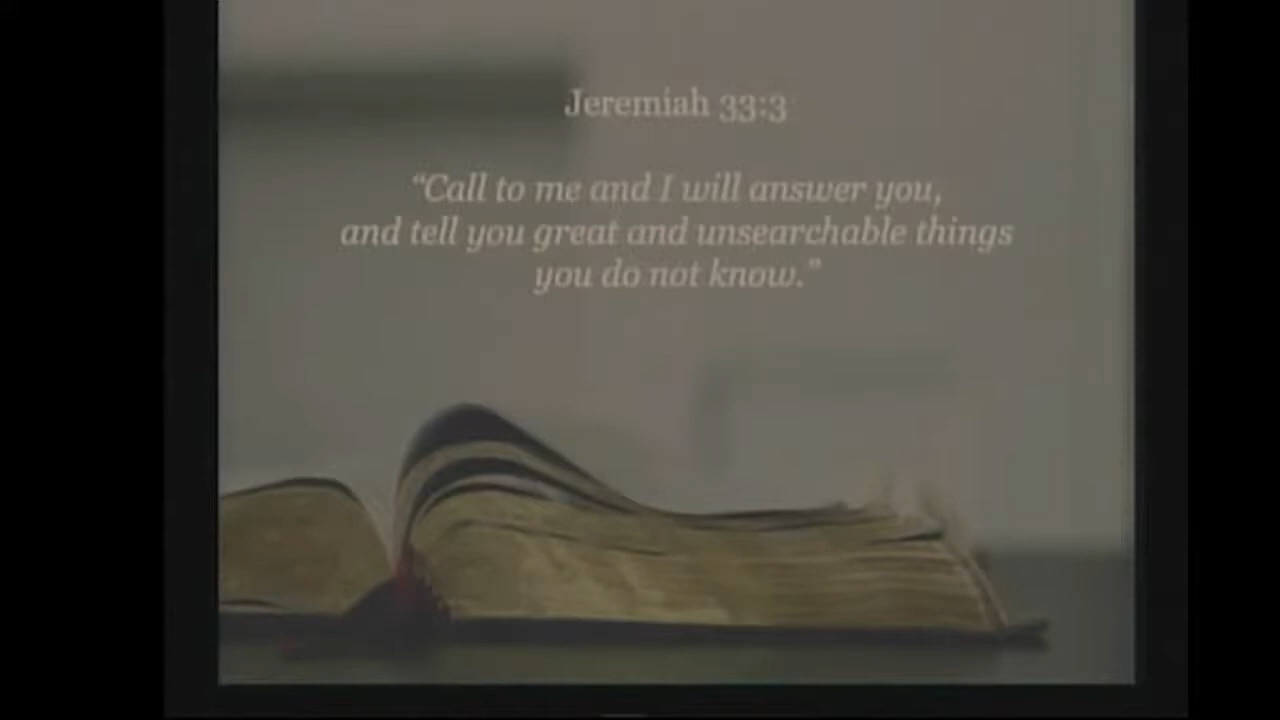 Jeremiah 33:3
“Call to me and I will answer you,
and tell you great and unsearchable things
you do not know.”